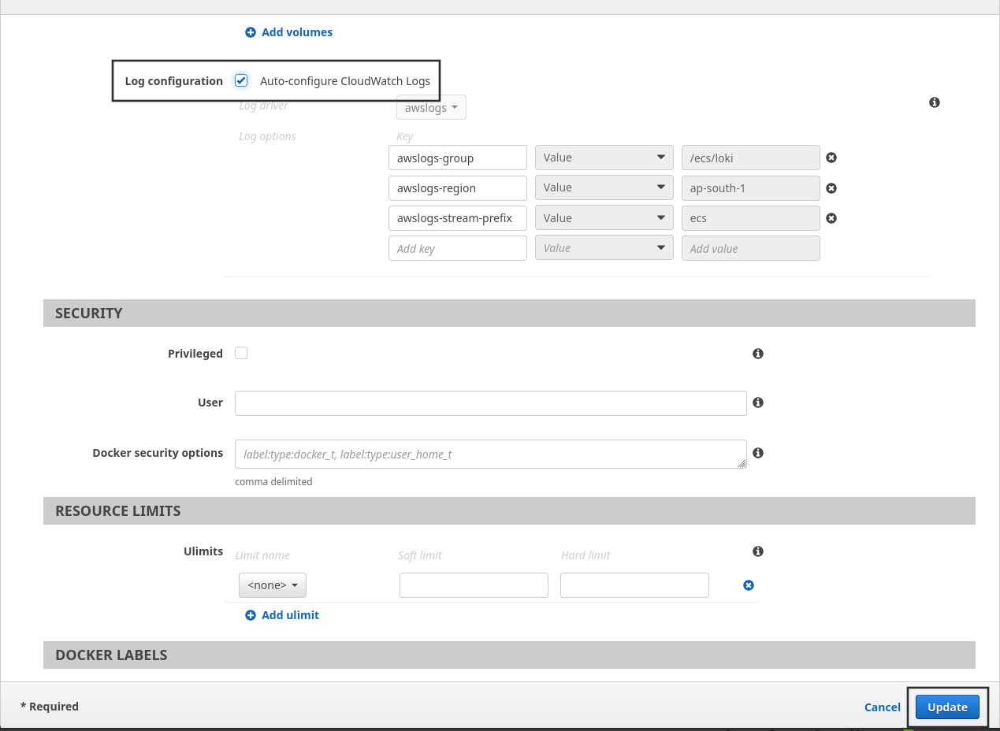 Add volumes
Log configuration Auto-configure CloudWatch Logs
Log driver awslogs
Log options Key
awslogs-group Value /ecs/loki
awslogs-region Value ap-south-1
awslogs-stream-prefix Value ecs
Add key Value Add value
SECURITY
Privileged
User
Docker security options label:type:docker_t, label:type:user_home_t
comma delimited
RESOURCE LIMITS
Ulimits Limit name Soft limit Hard limit
<none>
Add ulimit
DOCKER LABELS
* Required Cancel Update